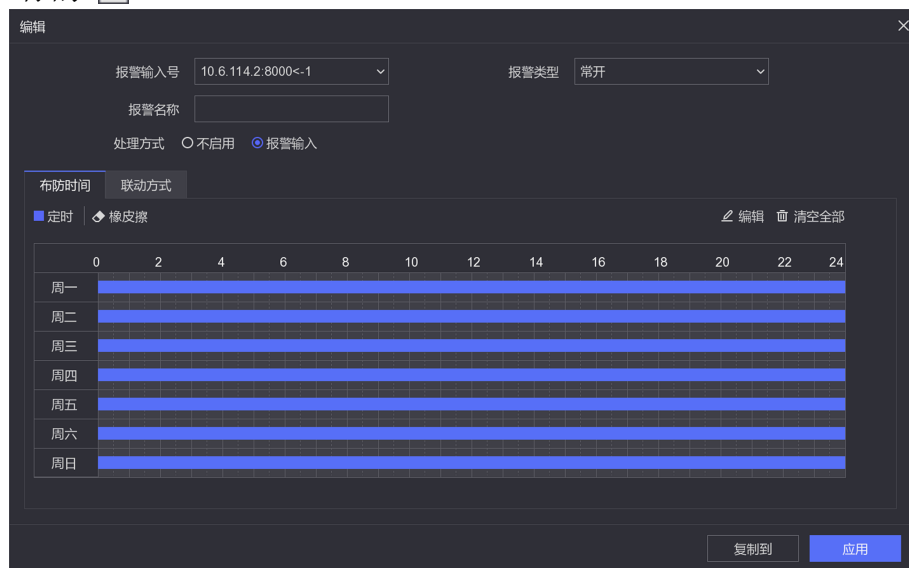 编辑
报警输入号 10.6.114.2:8000<-1 报警类型 常开
报警名称
处理方式 不启用 报警输入
布防时间 联动方式
定时 橡皮擦 编辑 清空全部
0 2 4 6 8 10 12 14 16 18 20 22 24
周一
周二
周三
周四
周五
周六
周日
复制到 应用